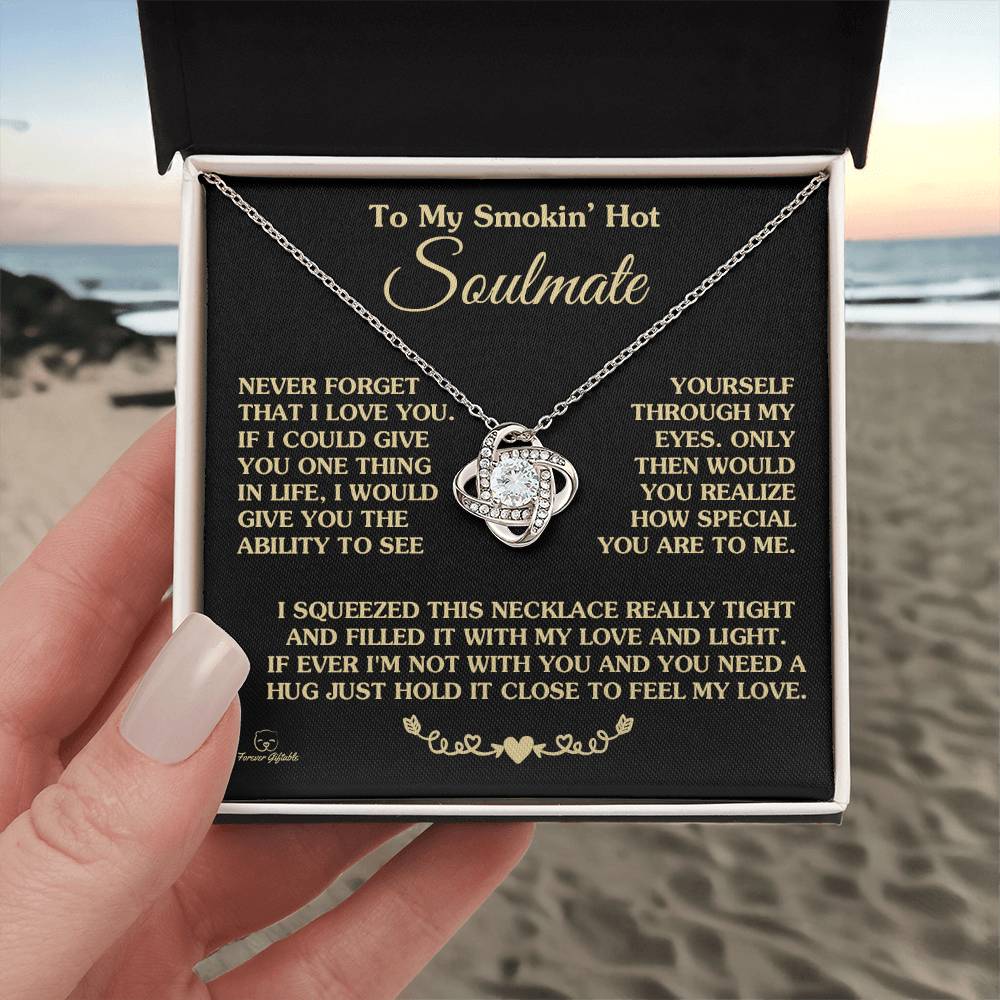 To My Smokin' Hot
Soulmate
NEVER FORGET
THAT I LOVE YOU.
IF I COULD GIVE
YOU ONE THING
IN LIFE, I WOULD
GIVE YOU THE
ABILITY TO SEE
YOURSELF
THROUGH MY
EYES. ONLY
THEN WOULD
YOU REALIZE
HOW SPECIAL
YOU ARE TO ME.
I SQUEEZED THIS NECKLACE REALLY TIGHT
AND FILLED IT WITH MY LOVE AND LIGHT.
IF EVER I'M NOT WITH YOU AND YOU NEED A
HUG JUST HOLD IT CLOSE TO FEEL MY LOVE.
Forever Giftable